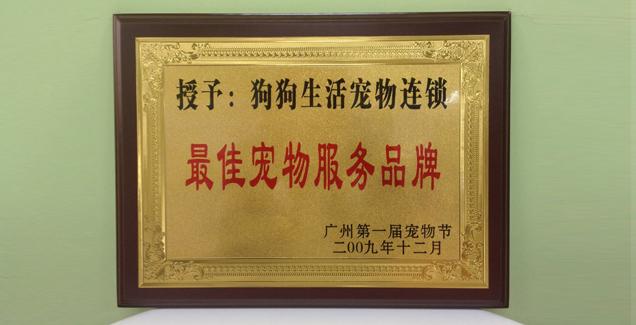 授予：狗狗生活宠物连锁
最佳宠物服务品牌
广州第一届宠物节
二00九年十二月